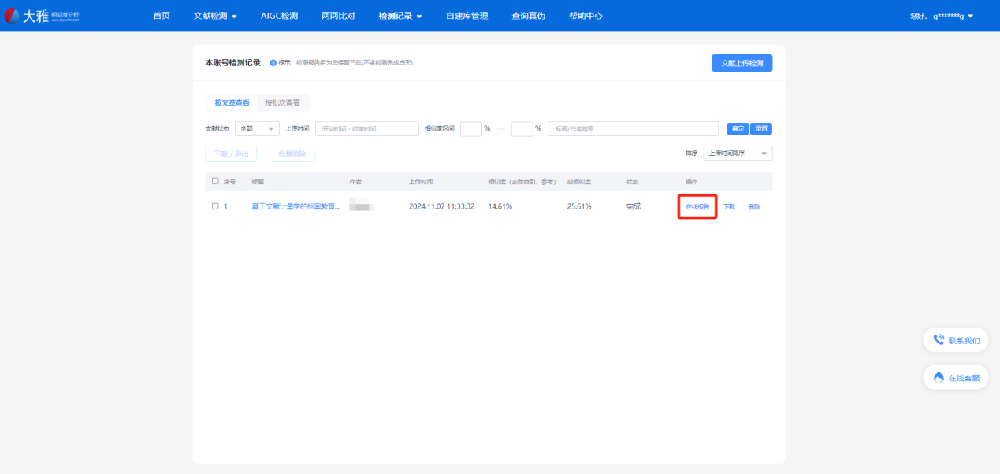 大雅 相似度分析
首页 文献检测 AIGC检测 两两比对 检测记录 自建库管理 查询真伪 帮助中心 您好, g*******g
本账号检测记录 提示: 检测报告将为您保留三年(不含检测完成当天)! 文献上传检测
按文章查看 按批次查看
文献状态 全部 上传时间 开始时间 - 结束时间 相似度区间 % — % 标题/作者搜索 确定 重置
下载 / 导出 批量删除 排序 上传时间降序
序号 标题 作者 上传时间 相似度（去除自引、参考） 总相似度 状态 操作
1 基于文献计量学的档案教育... 2024.11.07 11:33:32 14.61% 25.61% 完成 在线报告 下载 删除
联系我们
在线客服